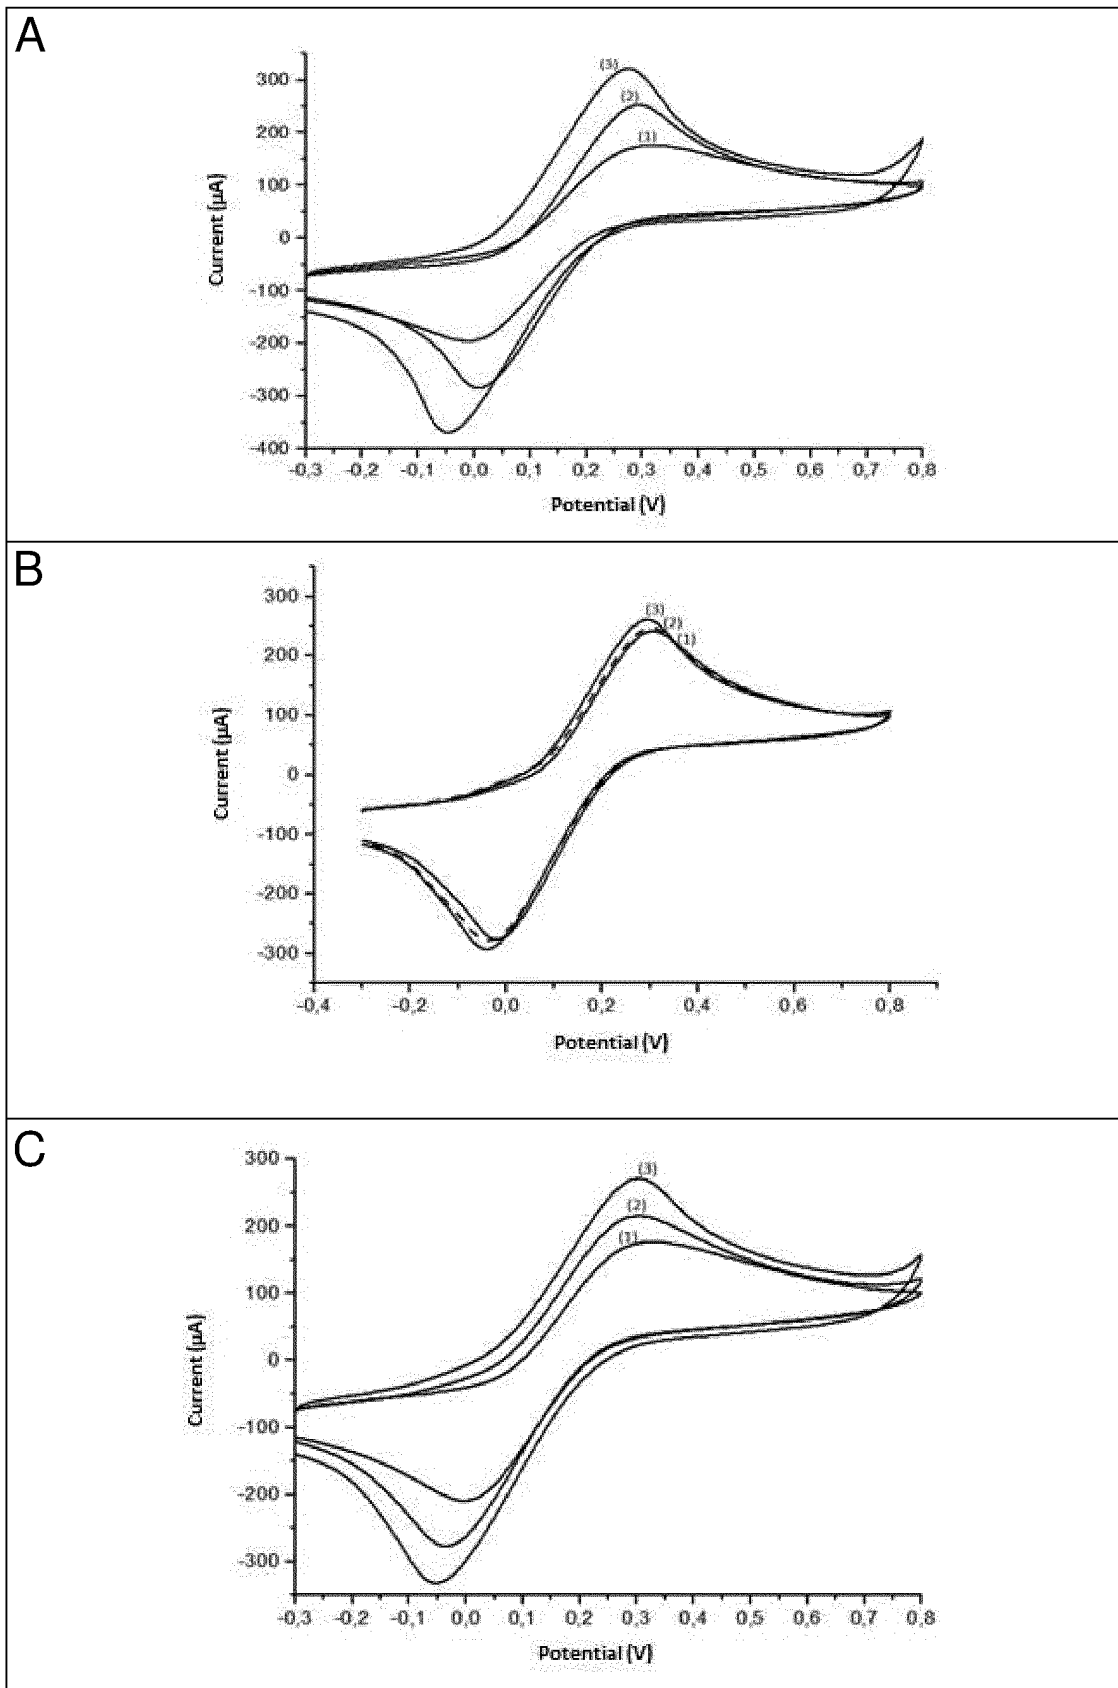 A
(3)
(2)
(1)
300
200
100
0
-100
-200
-300
-400
Current (µA)
-0,3 -0,2 -0,1 0,0 0,1 0,2 0,3 0,4 0,5 0,6 0,7 0,8
Potential (V)
B
(3)
(2)
(1)
300
200
100
0
-100
-200
-300
Current (µA)
-0,4 -0,2 0,0 0,2 0,4 0,6 0,8
Potential (V)
C
(3)
(2)
(1)
300
200
100
0
-100
-200
-300
Current (µA)
-0,3 -0,2 -0,1 0,0 0,1 0,2 0,3 0,4 0,5 0,6 0,7 0,8
Potential (V)